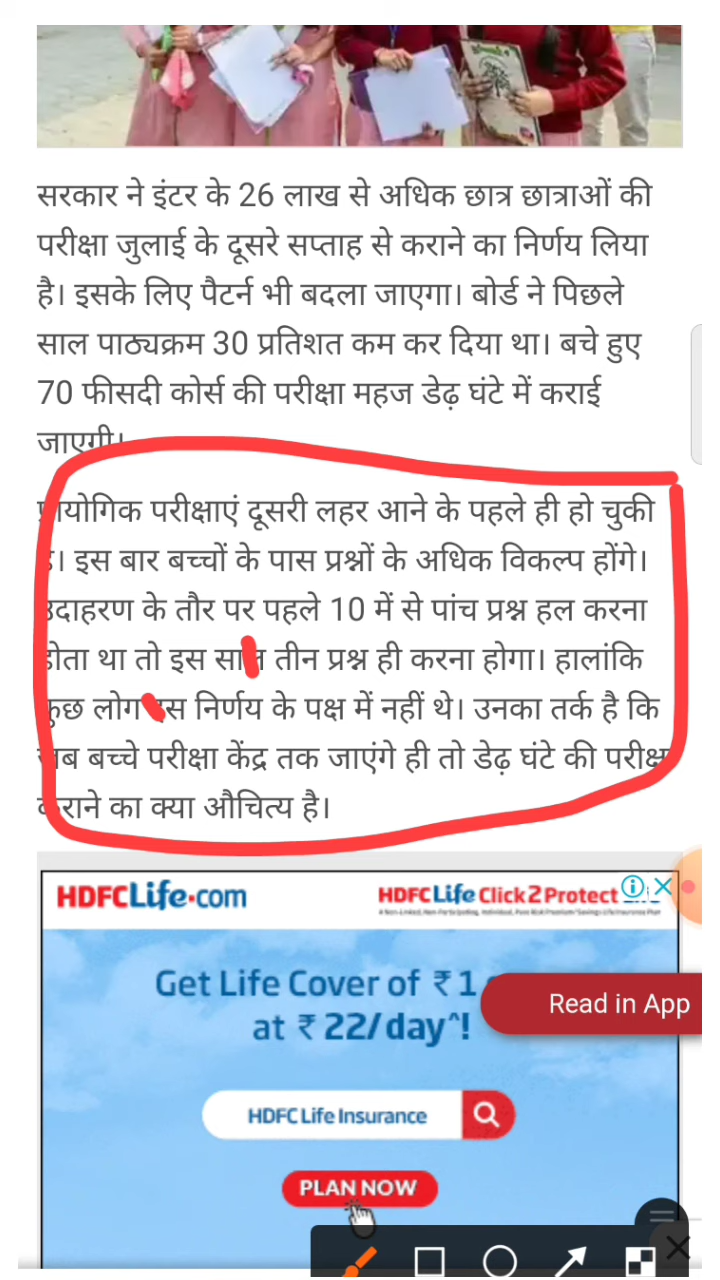 सरकार ने इंटर के 26 लाख से अधिक छात्र छात्राओं की
परीक्षा जुलाई के दूसरे सप्ताह से कराने का निर्णय लिया
है। इसके लिए पैटर्न भी बदला जाएगा। बोर्ड ने पिछले
साल पाठ्यक्रम 30 प्रतिशत कम कर दिया था। बचे हुए
70 फीसदी कोर्स की परीक्षा महज डेढ़ घंटे में कराई
जाएगी।
प्रायोगिक परीक्षाएं दूसरी लहर आने के पहले ही हो चुकी
है। इस बार बच्चों के पास प्रश्नों के अधिक विकल्प होंगे।
उदाहरण के तौर पर पहले 10 में से पांच प्रश्न हल करना
होता था तो इस साल तीन प्रश्न ही करना होगा। हालांकि
कुछ लोग इस निर्णय के पक्ष में नहीं थे। उनका तर्क है कि
जब बच्चे परीक्षा केंद्र तक जाएंगे ही तो डेढ़ घंटे की परीक्षा
कराने का क्या औचित्य है।
HDFCLife.com
HDFC Life Click 2 Protect
Get Life Cover of ₹ 1
at ₹ 22/day^!
Read in App
HDFC Life Insurance
PLAN NOW